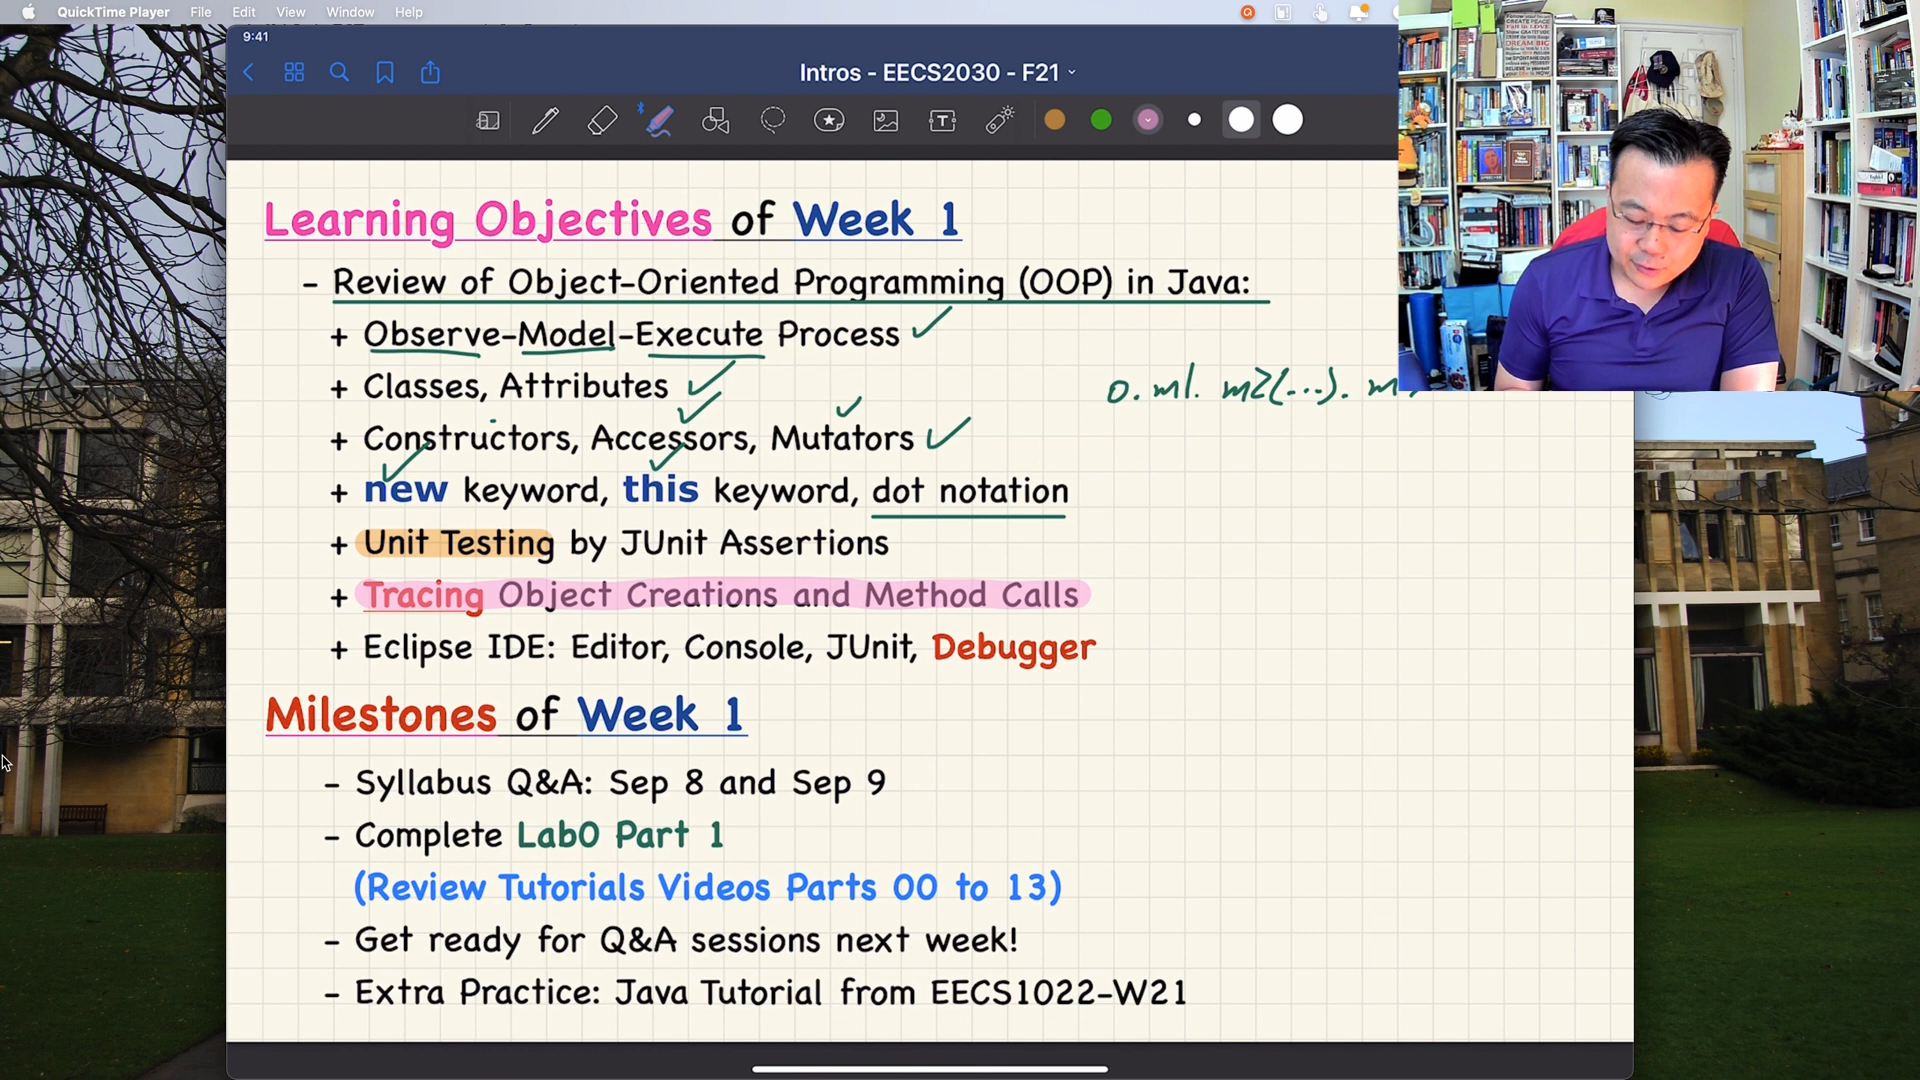 QuickTime Player File Edit View Window Help
9:41
Intros - EECS2030 - F21
Learning Objectives of Week 1
- Review of Object-Oriented Programming (OOP) in Java:
+ Observe-Model-Execute Process
+ Classes, Attributes
o. m1. m2(...). m
+ Constructors, Accessors, Mutators
+ new keyword, this keyword, dot notation
+ Unit Testing by JUnit Assertions
+ Tracing Object Creations and Method Calls
+ Eclipse IDE: Editor, Console, JUnit, Debugger
Milestones of Week 1
- Syllabus Q&A: Sep 8 and Sep 9
- Complete Lab0 Part 1
(Review Tutorials Videos Parts 00 to 13)
- Get ready for Q&A sessions next week!
- Extra Practice: Java Tutorial from EECS1022-W21